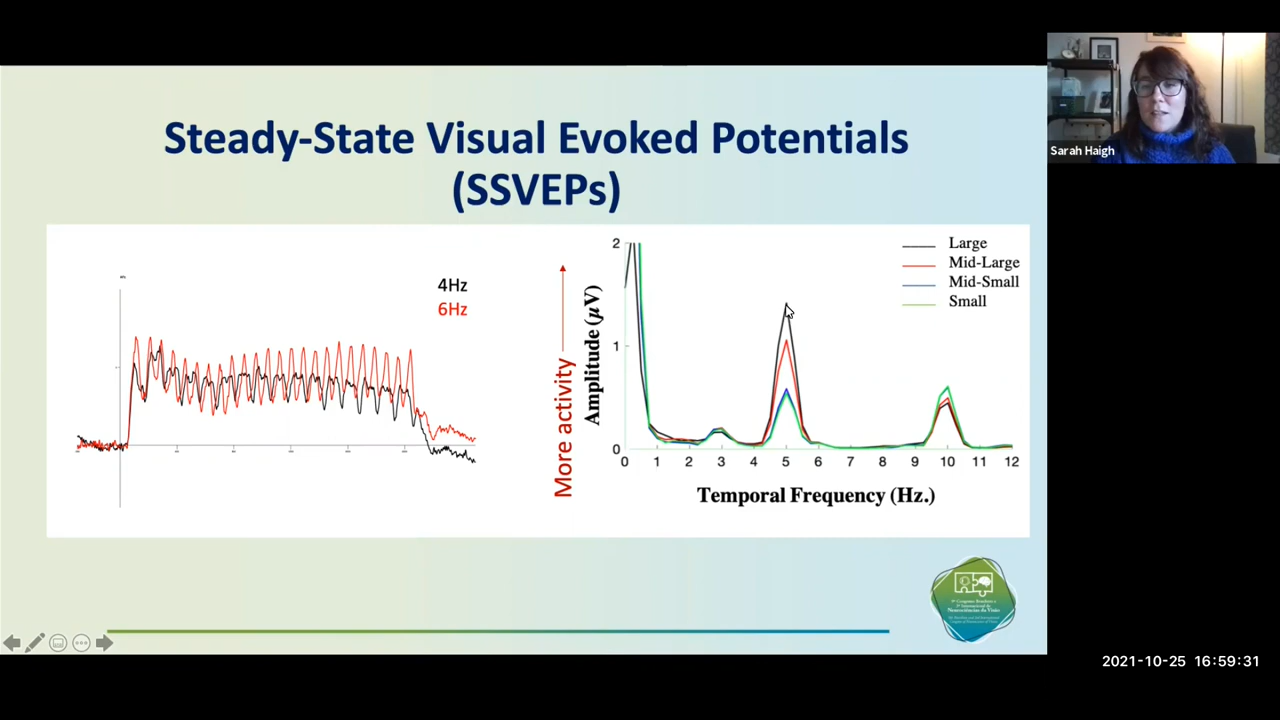 Steady-State Visual Evoked Potentials
(SSVEPs)
Sarah Haigh
4Hz
6Hz
More activity
Amplitude (μV)
2
1
0
Large
Mid-Large
Mid-Small
Small
0 1 2 3 4 5 6 7 8 9 10 11 12
Temporal Frequency (Hz.)
2021-10-25 16:59:31